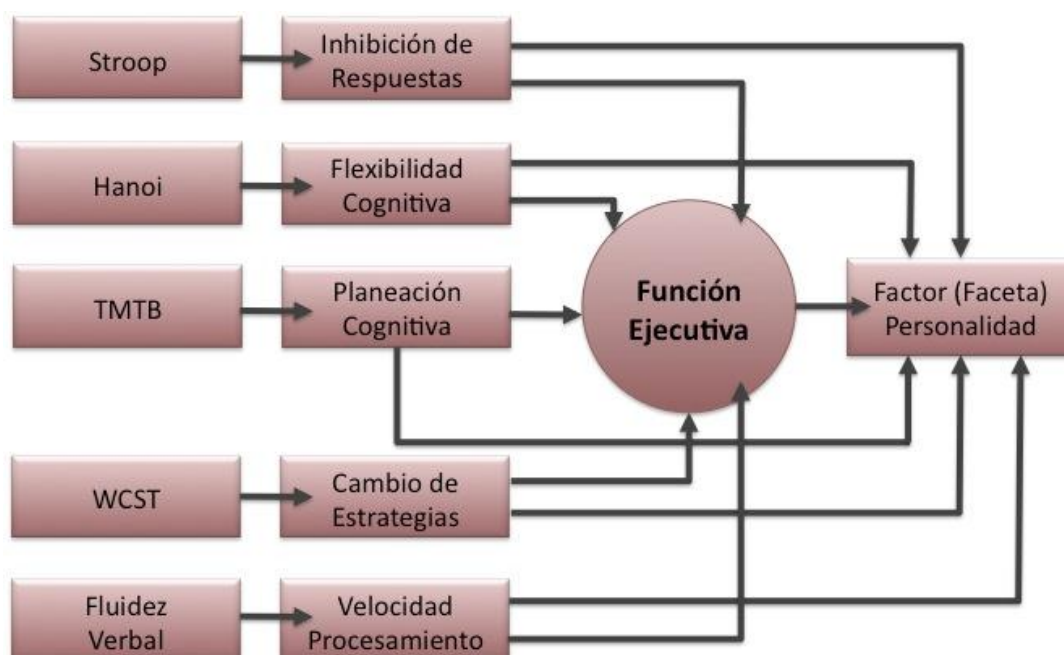 Stroop
Inhibición de
Respuestas
Hanoi
Flexibilidad
Cognitiva
TMTB
Planeación
Cognitiva
Función
Ejecutiva
Factor (Faceta)
Personalidad
WCST
Cambio de
Estrategias
Fluidez
Verbal
Velocidad
Procesamiento